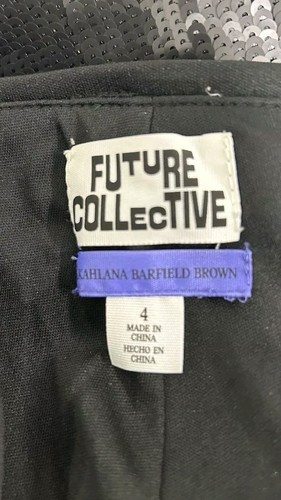 FUTURE
COLLECTIVE
KAHLANA BARFIELD BROWN
4
MADE IN
CHINA
HECHO EN
CHINA